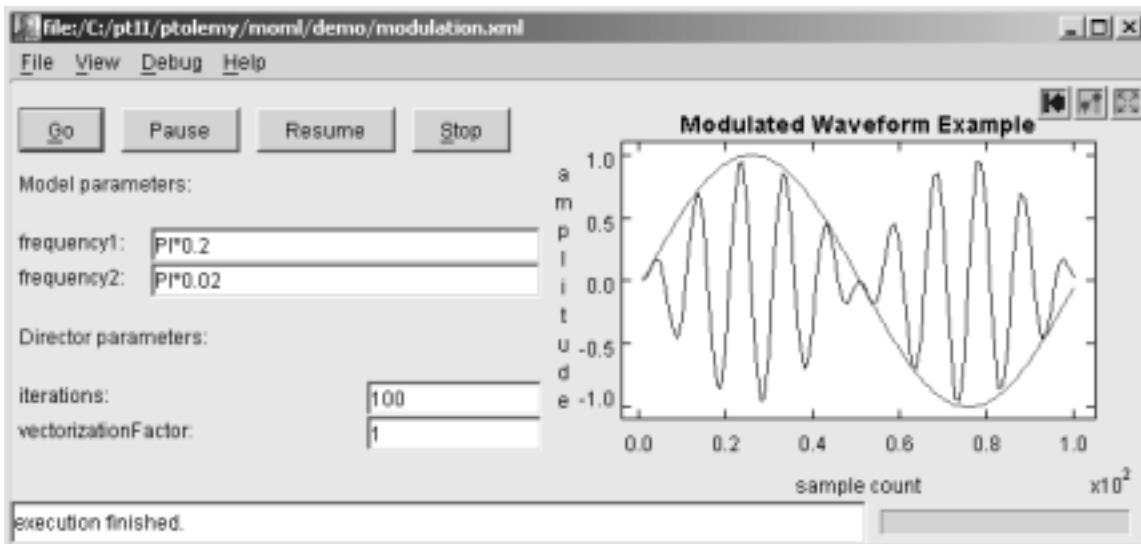 file:/C:/ptII/ptolemy/moml/demo/modulation.xml
File View Debug Help
Go Pause Resume Stop
Model parameters:
frequency1: PI*0.2
frequency2: PI*0.02
Director parameters:
iterations: 100
vectorizationFactor: 1
Modulated Waveform Example
amplitude
1.0
0.5
0.0
-0.5
-1.0
0.0 0.2 0.4 0.6 0.8 1.0
sample count x10²
execution finished.